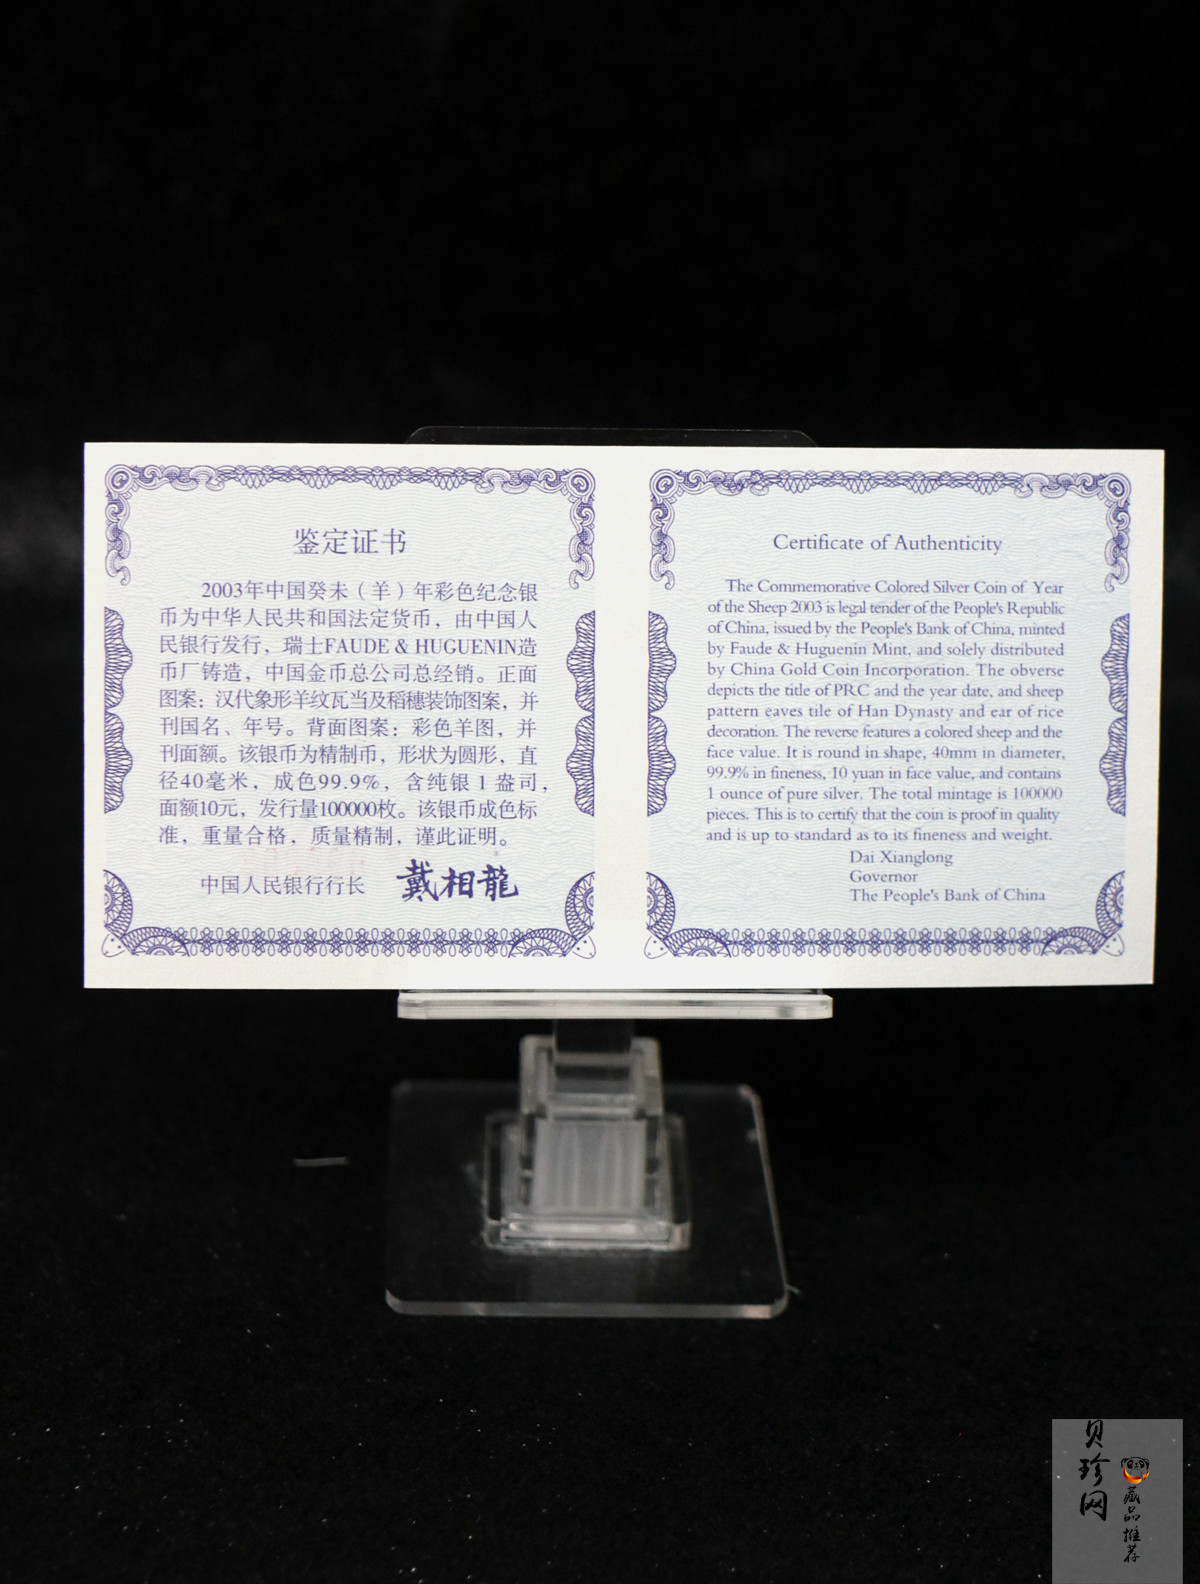 鉴定证书
2003年中国癸未（羊）年彩色纪念银
币为中华人民共和国法定货币，由中国人
民银行发行，瑞士FAUDE & HUGUENIN造
币厂铸造，中国金币总公司总经销。正面
图案：汉代象形羊纹瓦当及稻穗装饰图案，并
刊国名、年号。背面图案：彩色羊图，并
刊面额。该银币为精制币，形状为圆形，直
径40毫米，成色99.9%，含纯银1盎司，
面额10元，发行量100000枚。该银币成色标
准，重量合格，质量精制，谨此证明。
中国人民银行行长 戴相龍
Certificate of Authenticity
The Commemorative Colored Silver Coin of Year
of the Sheep 2003 is legal tender of the People's Republic
of China, issued by the People's Bank of China, minted
by Faude & Huguenin Mint, and solely distributed
by China Gold Coin Incorporation. The obverse
depicts the title of PRC and the year date, and sheep
pattern eaves tile of Han Dynasty and ear of rice
decoration. The reverse features a colored sheep and the
face value. It is round in shape, 40mm in diameter,
99.9% in fineness, 10 yuan in face value, and contains
1 ounce of pure silver. The total mintage is 100000
pieces. This is to certify that the coin is proof in quality
and is up to standard as to its fineness and weight.
Dai Xianglong
Governor
The People's Bank of China
贝珍网
藏品推荐